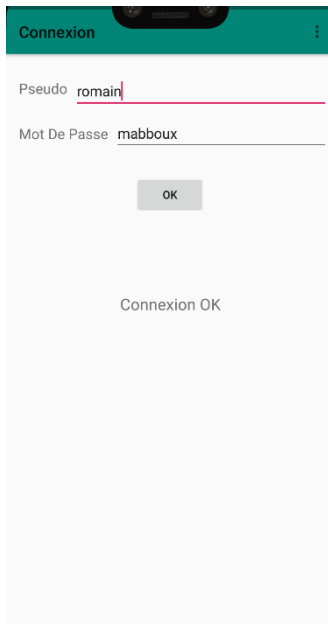 Connexion
Pseudo romain
Mot De Passe mabboux
OK
Connexion OK